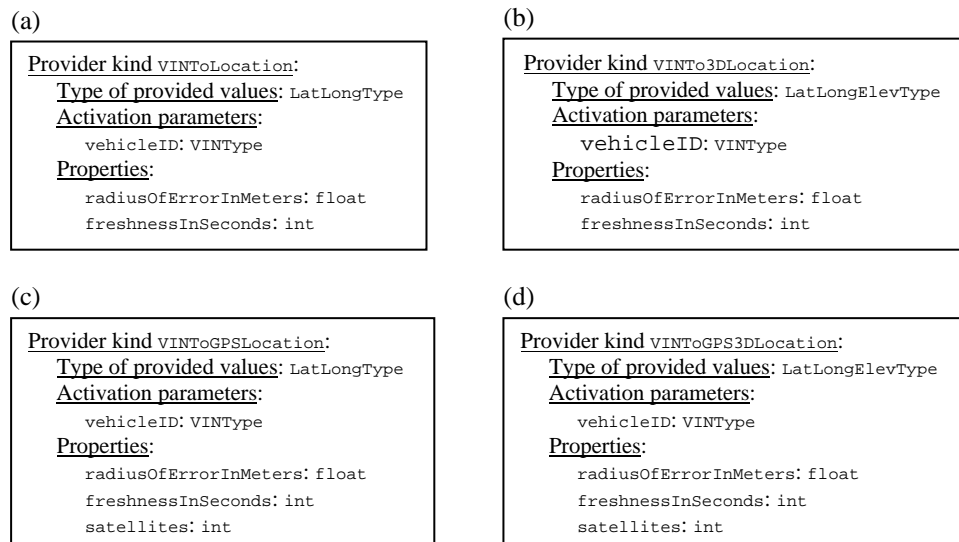 (a)
Provider kind VINToLocation:
Type of provided values: LatLongType
Activation parameters:
vehicleID: VINType
Properties:
radiusOfErrorInMeters: float
freshnessInSeconds: int
(b)
Provider kind VINTo3DLocation:
Type of provided values: LatLongElevType
Activation parameters:
vehicleID: VINType
Properties:
radiusOfErrorInMeters: float
freshnessInSeconds: int
(c)
Provider kind VINToGPSLocation:
Type of provided values: LatLongType
Activation parameters:
vehicleID: VINType
Properties:
radiusOfErrorInMeters: float
freshnessInSeconds: int
satellites: int
(d)
Provider kind VINToGPS3DLocation:
Type of provided values: LatLongElevType
Activation parameters:
vehicleID: VINType
Properties:
radiusOfErrorInMeters: float
freshnessInSeconds: int
satellites: int